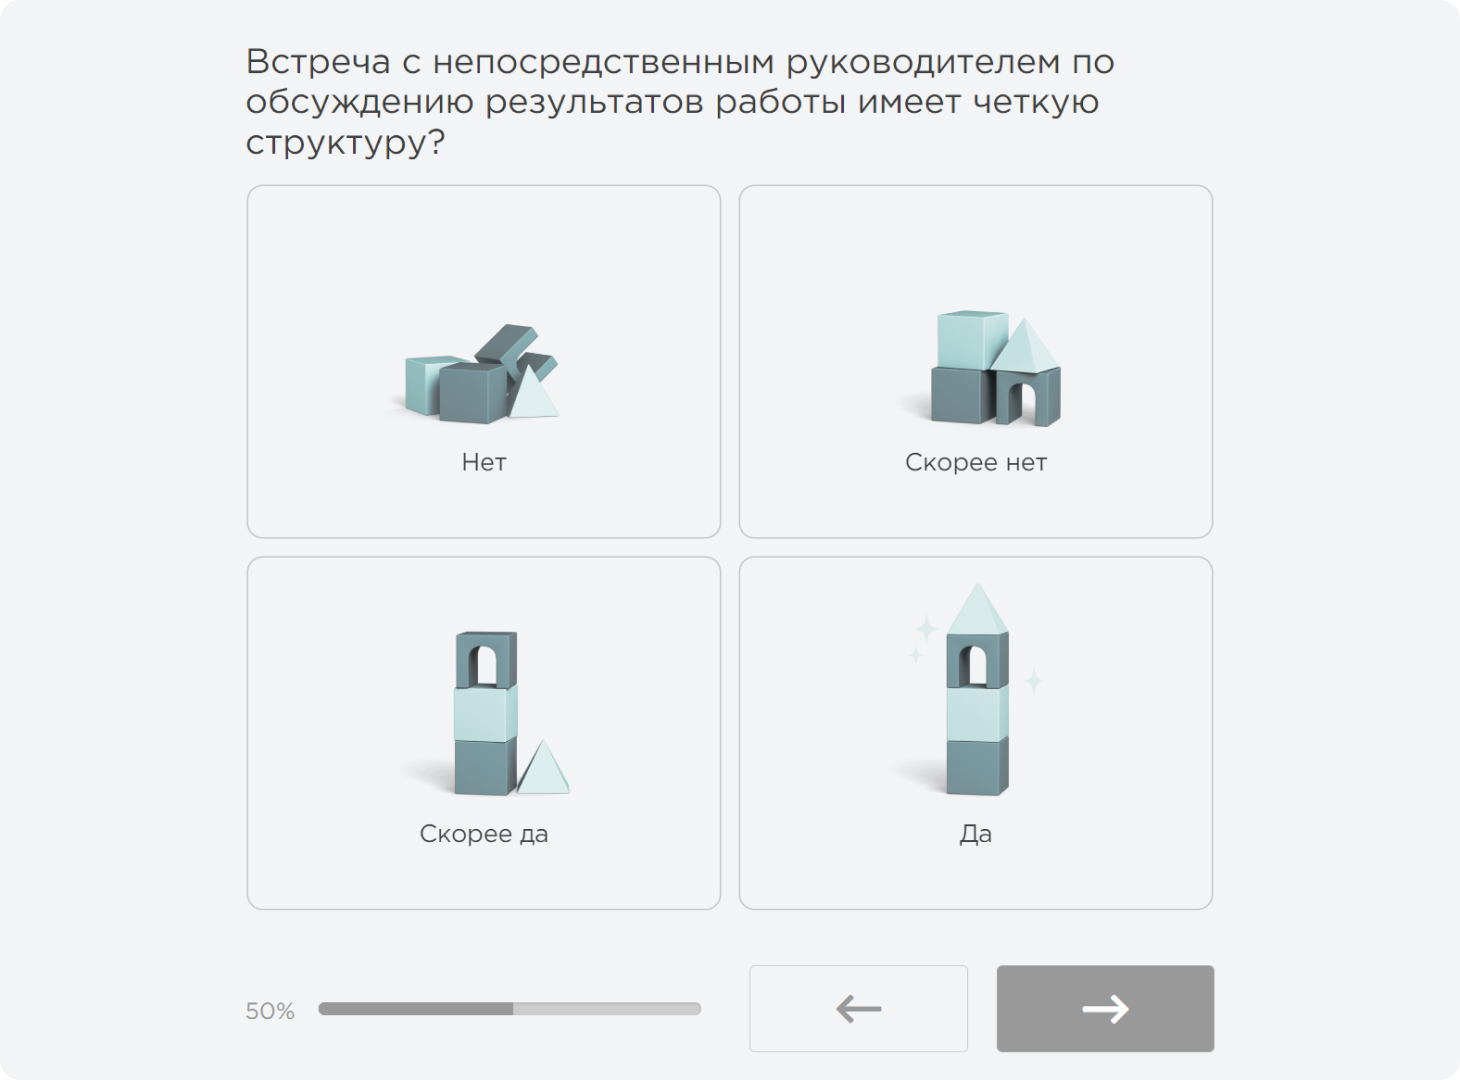 Встреча с непосредственным руководителем по
обсуждению результатов работы имеет четкую
структуру?
Нет
Скорее нет
Скорее да
Да
50%